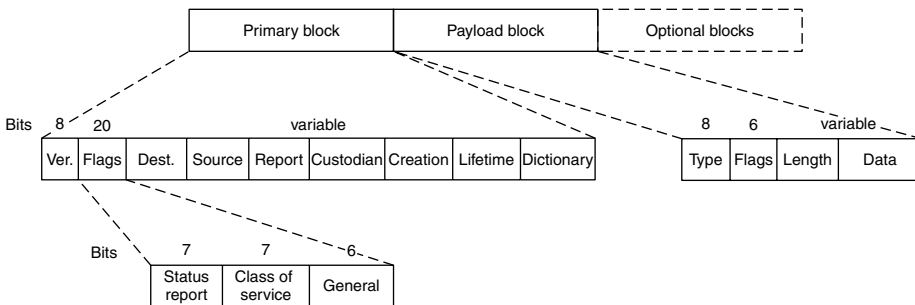 Primary block Payload block Optional blocks
Bits 8 20 variable 8 6 variable
Ver. Flags Dest. Source Report Custodian Creation Lifetime Dictionary Type Flags Length Data
Bits 7 7 6
Status report Class of service General